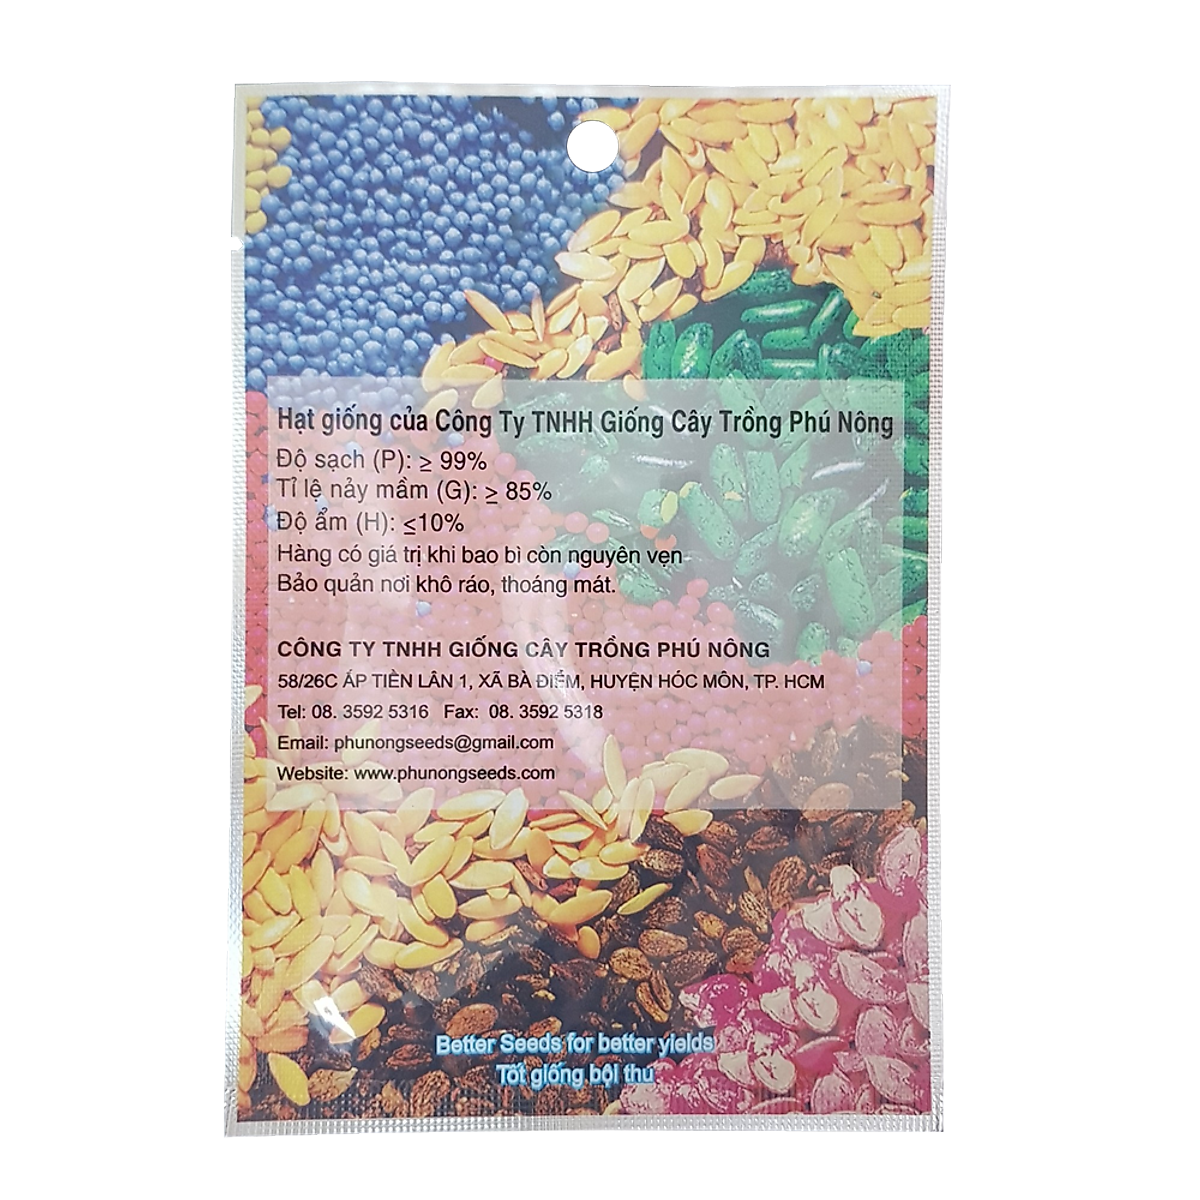 Hạt giống của Công Ty TNHH Giống Cây Trồng Phú Nông
Độ sạch (P): ≥ 99%
Tỉ lệ nảy mầm (G): ≥ 85%
Độ ẩm (H): ≤10%
Hàng có giá trị khi bao bì còn nguyên vẹn
Bảo quản nơi khô ráo, thoáng mát.
CÔNG TY TNHH GIỐNG CÂY TRỒNG PHÚ NÔNG
58/26C ẤP TIỀN LÂN 1, XÃ BÀ ĐIỂM, HUYỆN HÓC MÔN, TP. HCM
Tel: 08. 3592 5316 Fax: 08. 3592 5318
Email: phunongseeds@gmail.com
Website: www.phunongseeds.com
Better Seeds for better yields
Tốt giống bội thu